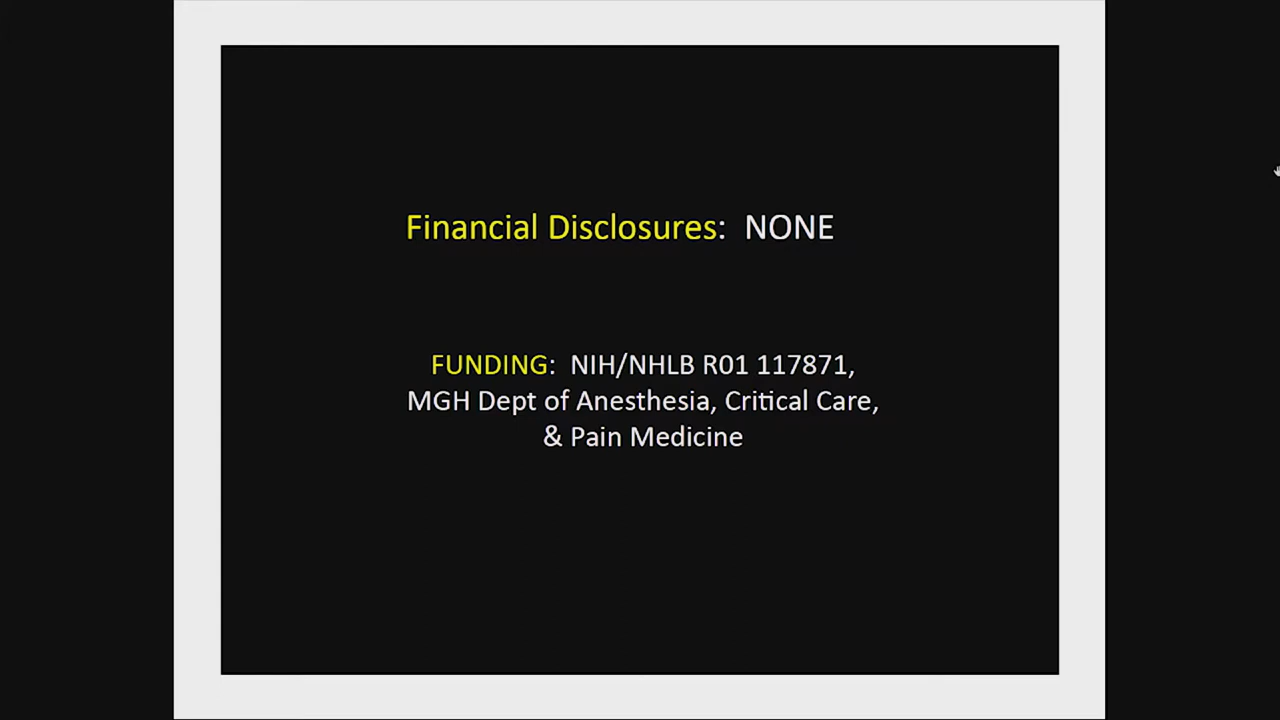 Financial Disclosures: NONE
FUNDING: NIH/NHLB R01 117871,
MGH Dept of Anesthesia, Critical Care,
& Pain Medicine